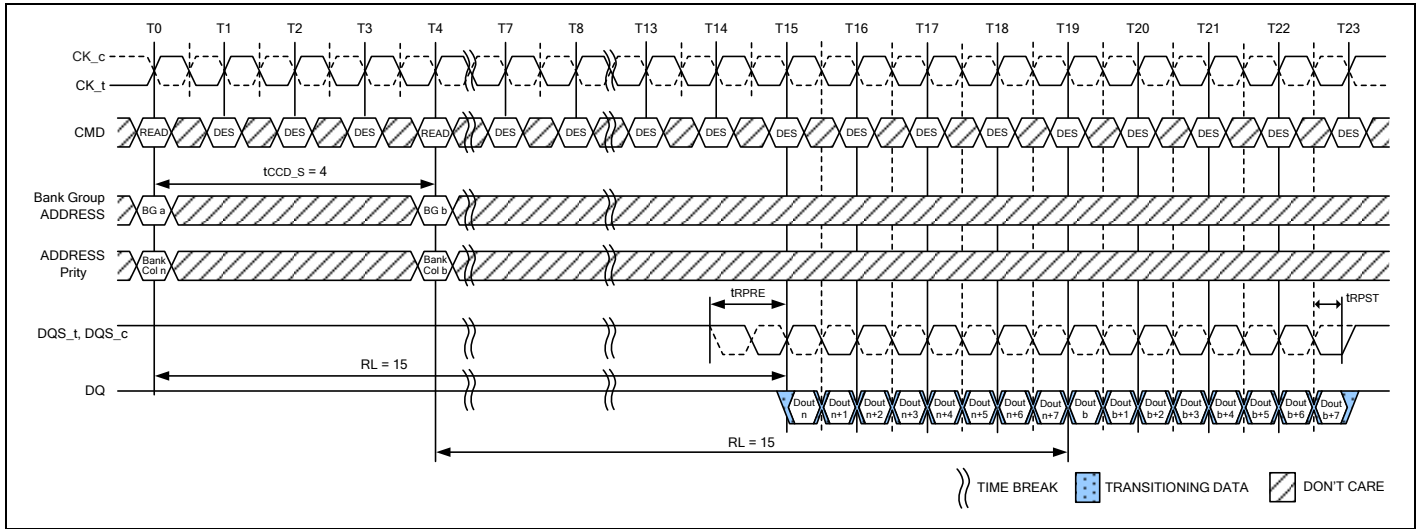 T0 T1 T2 T3 T4 T7 T8 T13 T14 T15 T16 T17 T18 T19 T20 T21 T22 T23
CK_c
CK_t
CMD READ DES DES DES READ DES DES DES DES DES DES DES DES DES DES DES DES DES
tCCD_S = 4
Bank Group
ADDRESS
BG a BG b
ADDRESS
Prity
Bank
Col n
Bank
Col b
tRPRE
tRPST
DQS_t, DQS_c
RL = 15
DQ
Dout
n
Dout
n+1
Dout
n+2
Dout
n+3
Dout
n+4
Dout
n+5
Dout
n+6
Dout
n+7
Dout
b
Dout
b+1
Dout
b+2
Dout
b+3
Dout
b+4
Dout
b+5
Dout
b+6
Dout
b+7
RL = 15
TIME BREAK TRANSITIONING DATA DON'T CARE